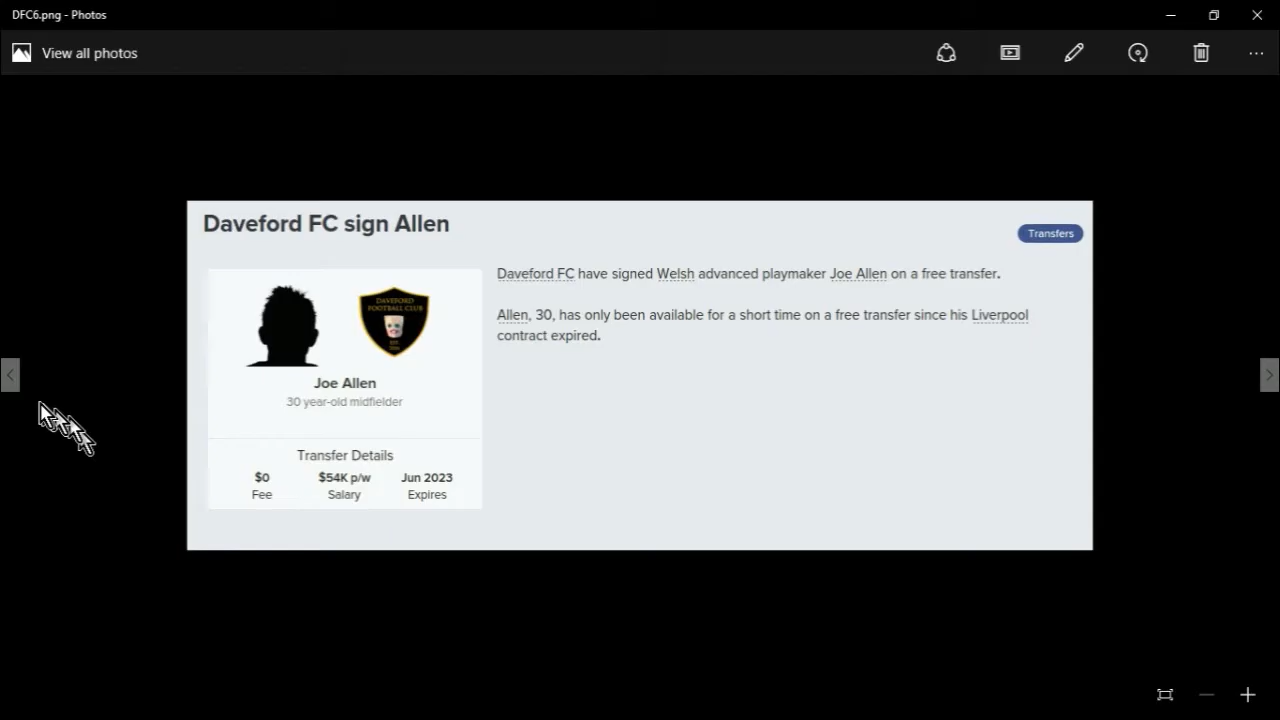 DFC6.png - Photos
View all photos
Daveford FC sign Allen
Transfers
DAVEFORD
FOOTBALL CLUB
EST.
Joe Allen
30 year-old midfielder
Transfer Details
$0 $54K p/w Jun 2023
Fee Salary Expires
Daveford FC have signed Welsh advanced playmaker Joe Allen on a free transfer.
Allen, 30, has only been available for a short time on a free transfer since his Liverpool
contract expired.